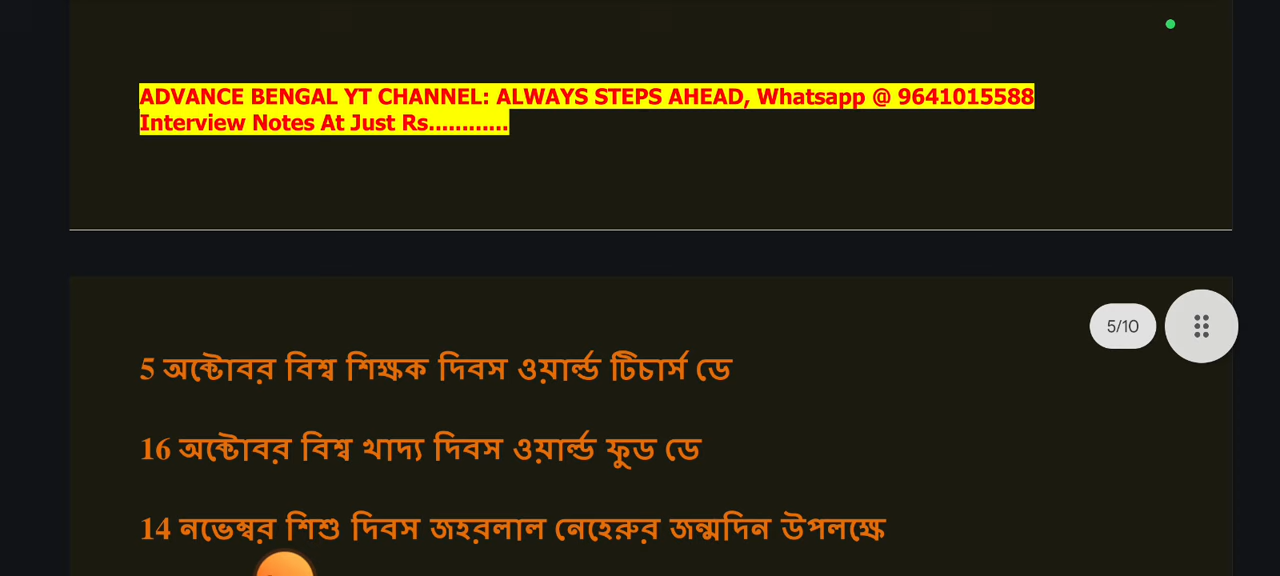 ADVANCE BENGAL YT CHANNEL: ALWAYS STEPS AHEAD, Whatsapp @ 9641015588
Interview Notes At Just Rs............
5/10
5 অক্টোবর বিশ্ব শিক্ষক দিবস ওয়ার্ল্ড টিচার্স ডে
16 অক্টোবর বিশ্ব খাদ্য দিবস ওয়ার্ল্ড ফুড ডে
14 নভেম্বর শিশু দিবস জহরলাল নেহেরুর জন্মদিন উপলক্ষে